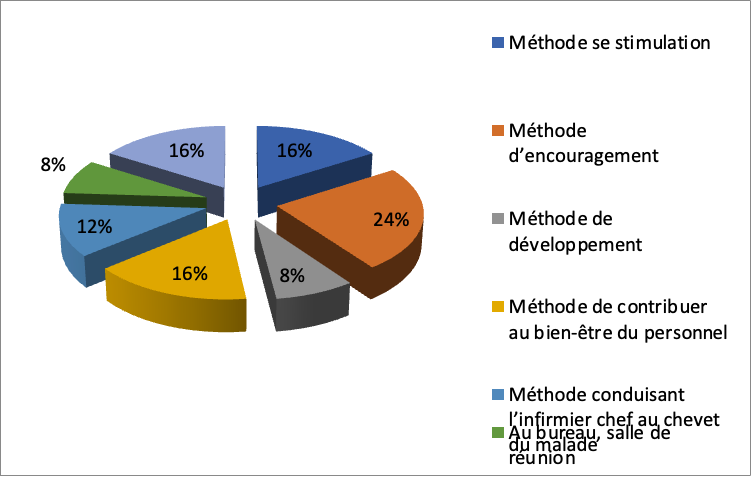 Méthode se stimulation
16%
16%
Méthode
d'encouragement
8%
24%
Méthode de
développement
12%
16%
8%
Méthode de contribuer
au bien-être du personnel
Méthode conduisant
l'infirmier chef au chevet
du malade
Au bureau, salle de
réunion